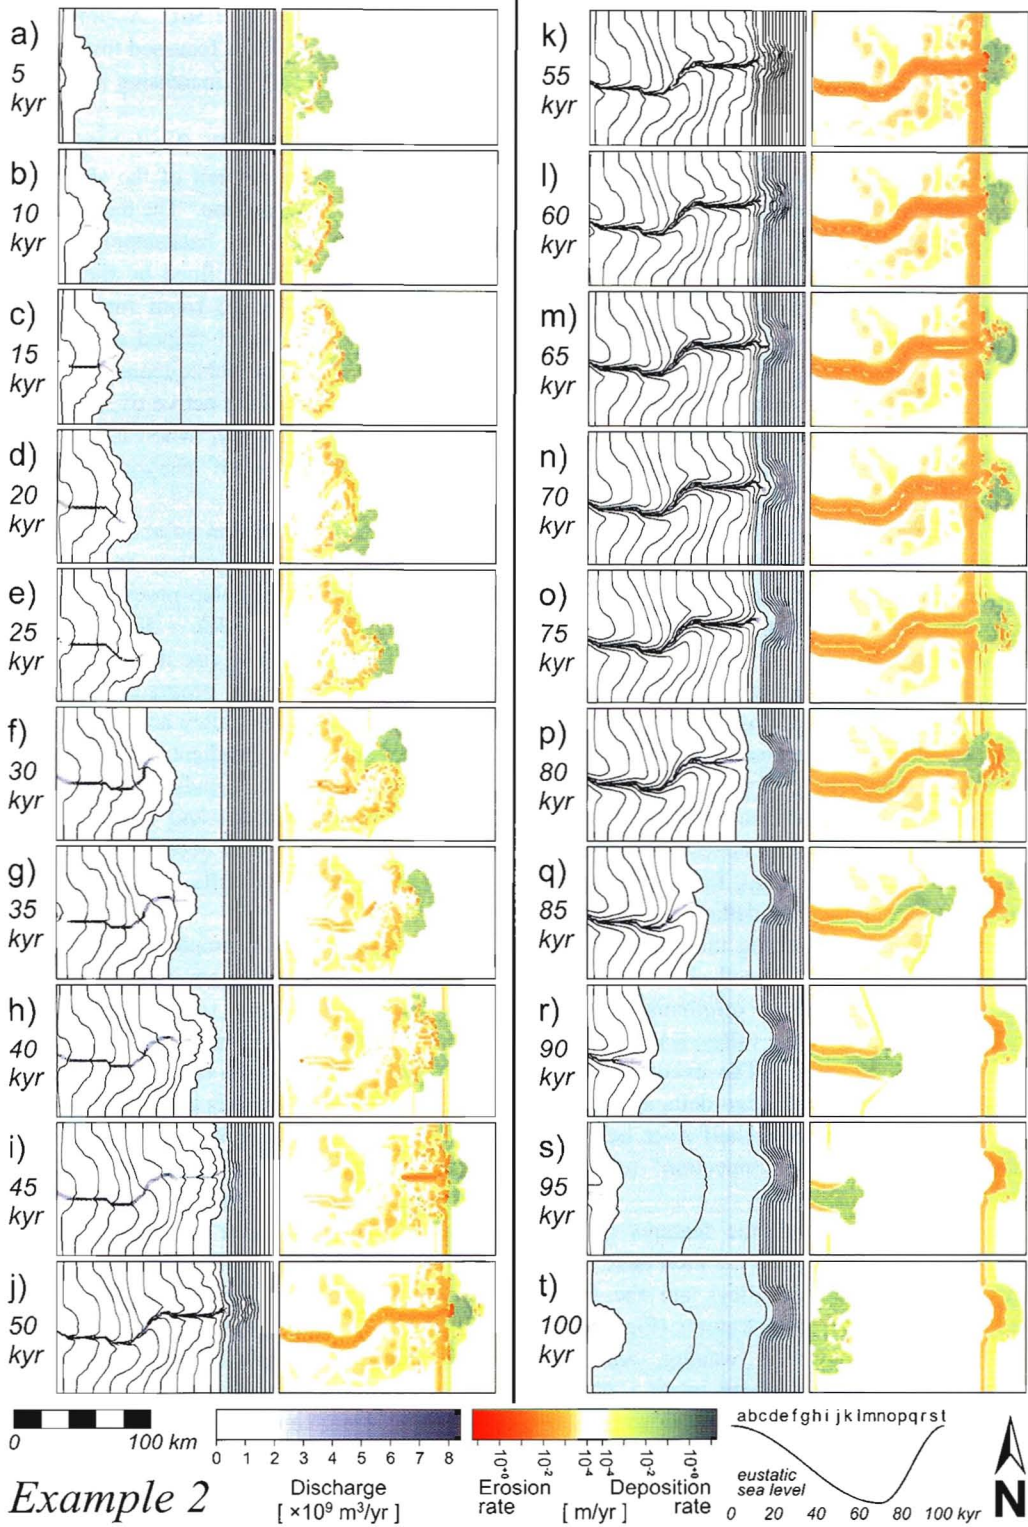 a)
5
kyr
b)
10
kyr
c)
15
kyr
d)
20
kyr
e)
25
kyr
f)
30
kyr
g)
35
kyr
h)
40
kyr
i)
45
kyr
j)
50
kyr
k)
55
kyr
l)
60
kyr
m)
65
kyr
n)
70
kyr
o)
75
kyr
p)
80
kyr
q)
85
kyr
r)
90
kyr
s)
95
kyr
t)
100
kyr
0 100 km
Example 2
0 1 2 3 4 5 6 7 8
Discharge
[ ×10⁹ m³/yr ]
10⁺⁰ 10⁻² 10⁻⁴ 10⁻⁴ 10⁻² 10⁺⁰
Erosion rate
Deposition rate
[ m/yr ]
abcdefghijklmnopqrst
eustatic
sea level
0 20 40 60 80 100 kyr
N